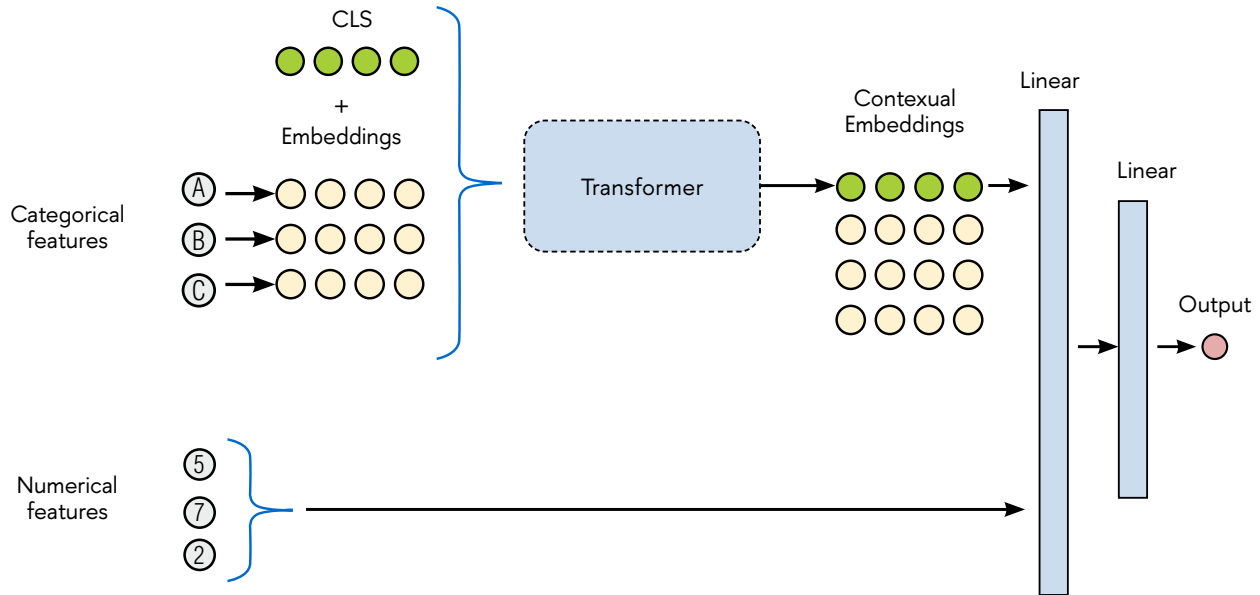 CLS
+
Embeddings
Categorical
features
A
B
C
Transformer
Contexual
Embeddings
Linear
Linear
Output
Numerical
features
5
7
2